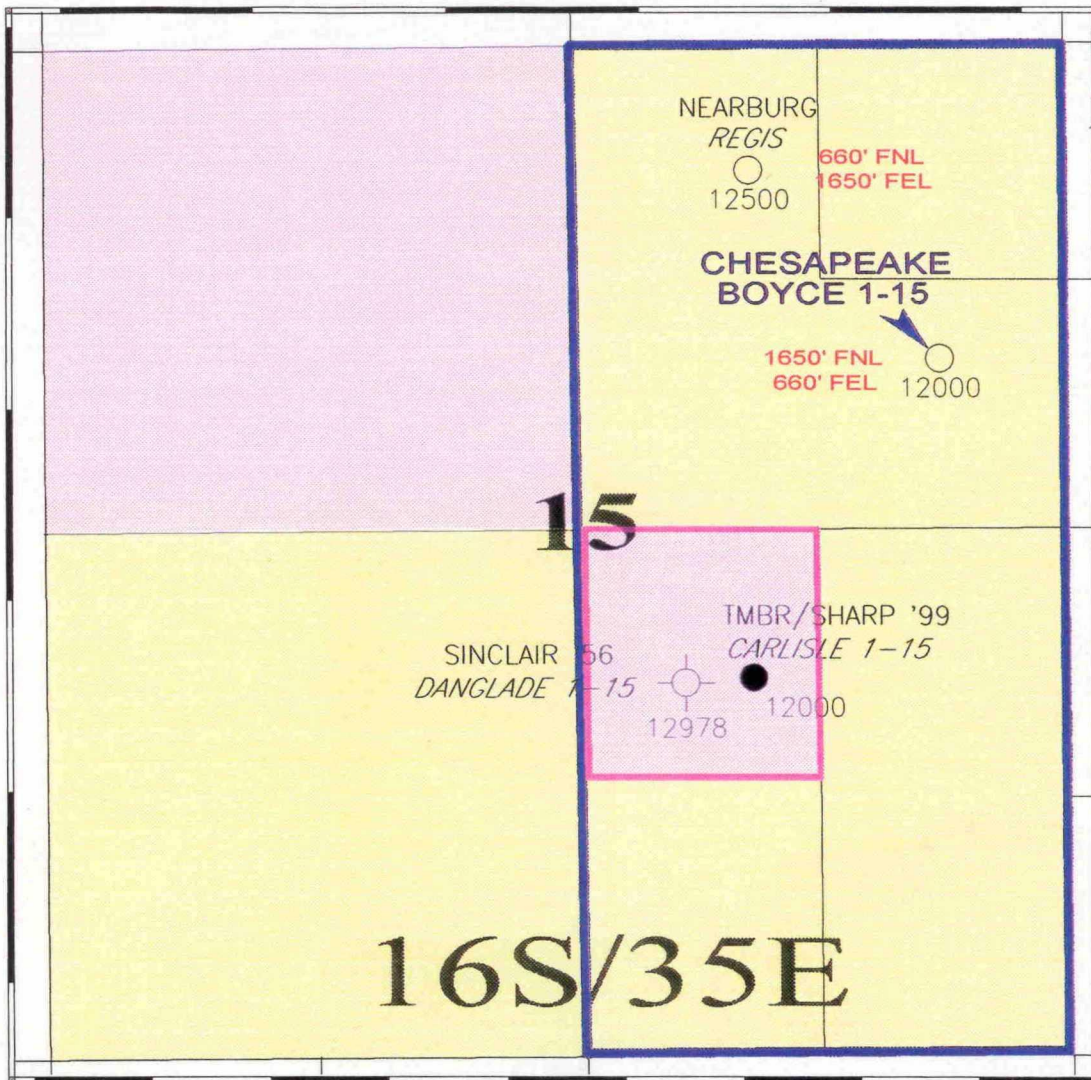 NEARBURG
REGIS
660' FNL
1650' FEL
12500
CHESAPEAKE
BOYCE 1-15
1650' FNL
660' FEL
12000
15
TMBR/SHARP '99
CARLISLE 1-15
SINCLAIR '56
DANGLADE 1-15
12000
12978
16S/35E